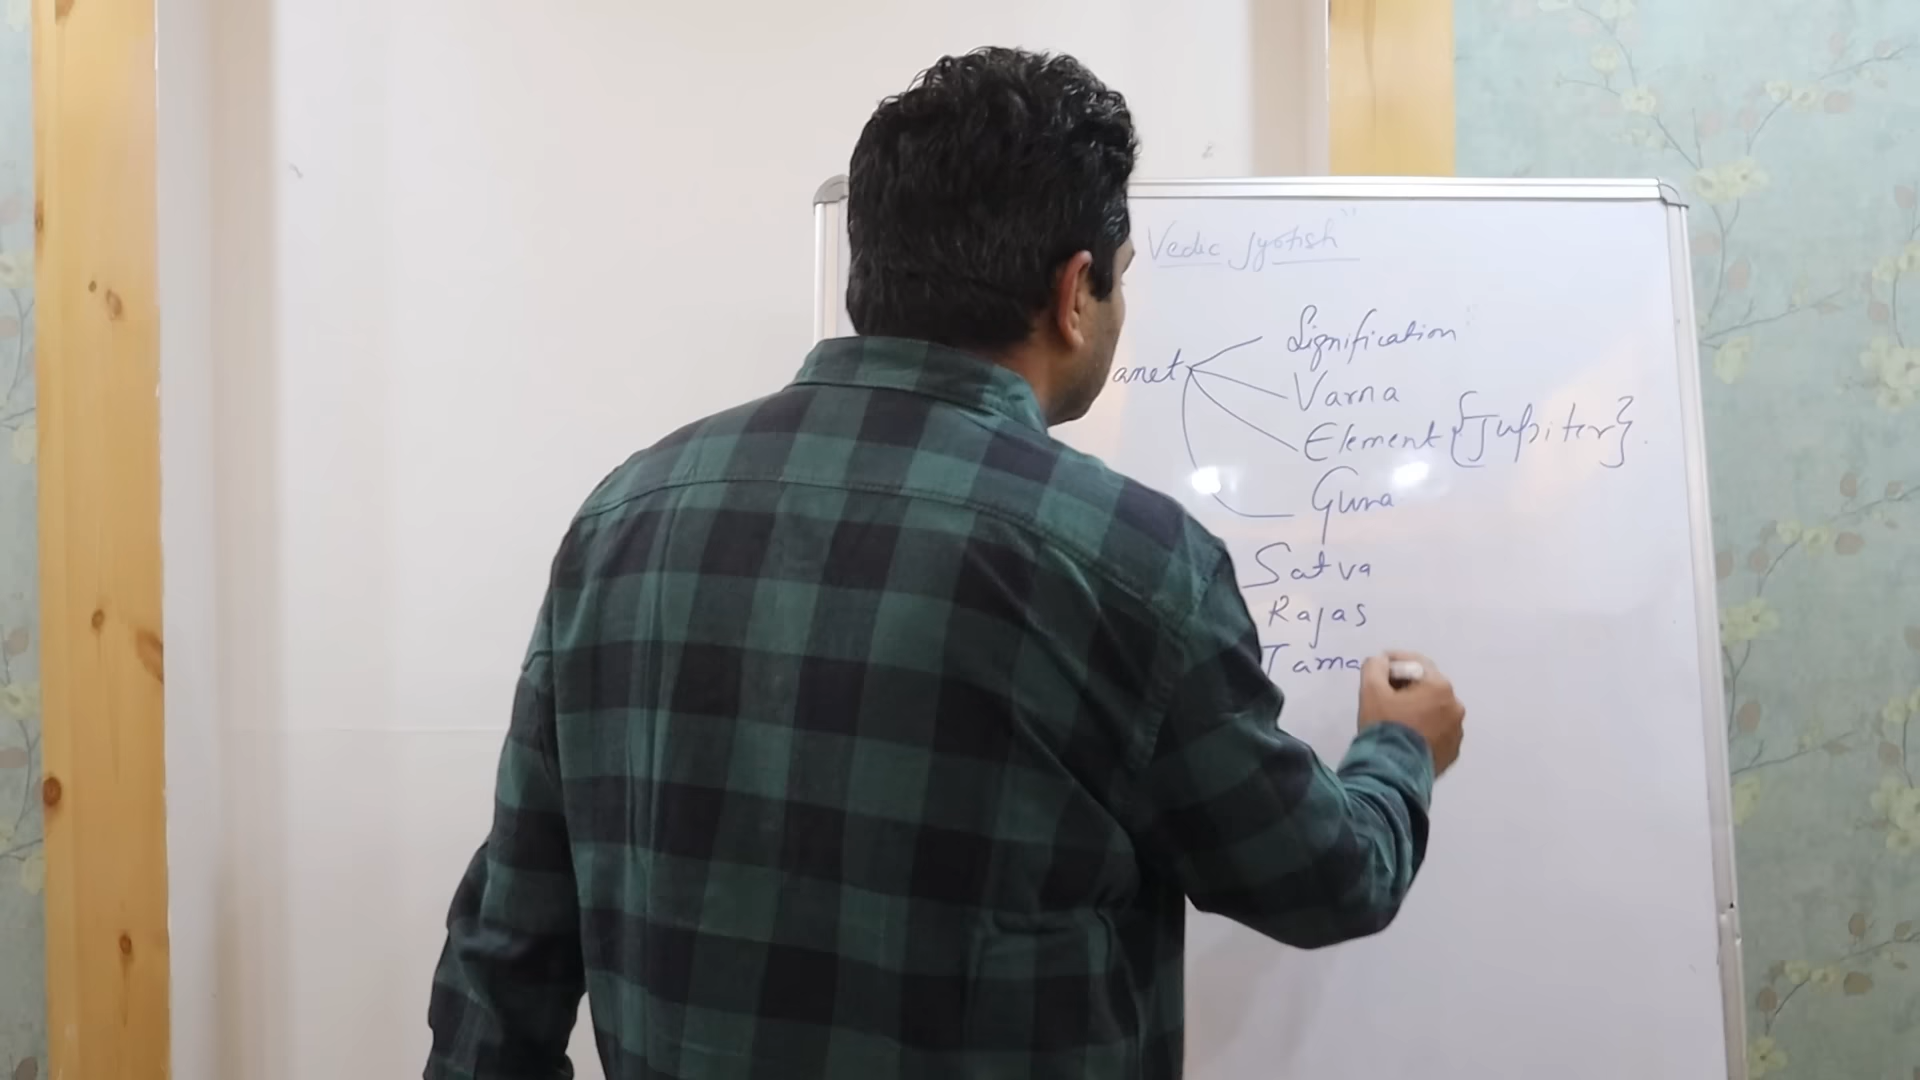 Vedic Jyotish"
Signification
anet
Varna
Element {Jupiter}.
Guna
Satva
Rajas
Tama